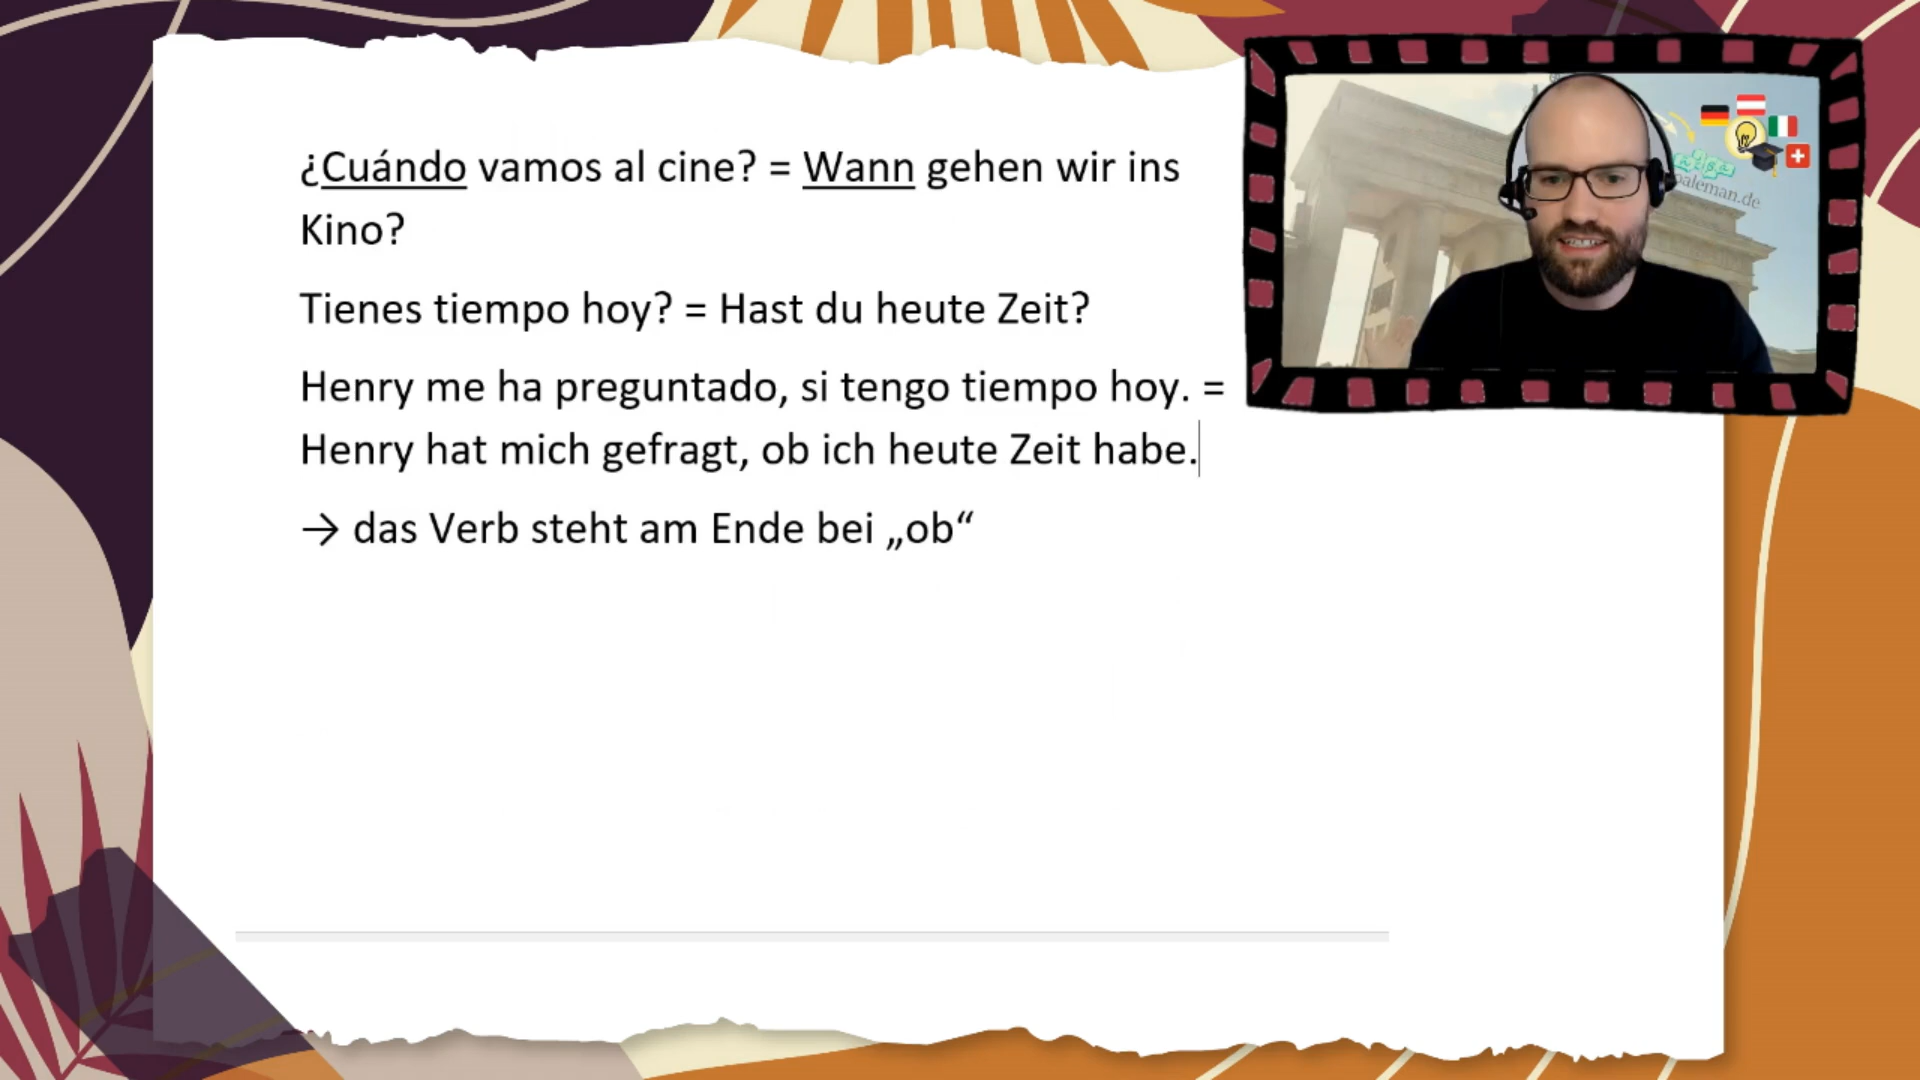 ¿Cuándo vamos al cine? = Wann gehen wir ins
Kino?
Tienes tiempo hoy? = Hast du heute Zeit?
Henry me ha preguntado, si tengo tiempo hoy. =
Henry hat mich gefragt, ob ich heute Zeit habe.
→ das Verb steht am Ende bei „ob“